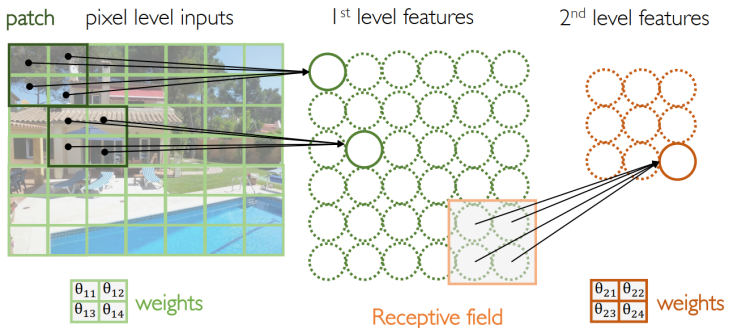 patch
pixel level inputs
1st level features
2nd level features
θ11 θ12
θ13 θ14
weights
Receptive field
θ21 θ22
θ23 θ24
weights